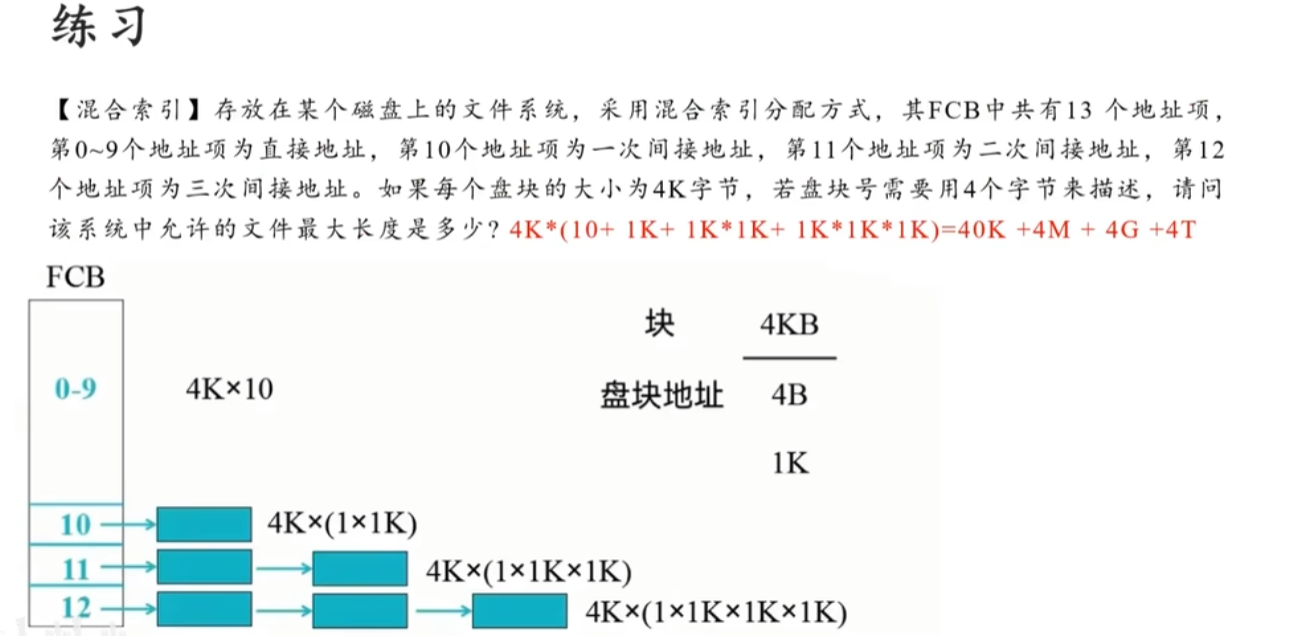 练习
【混合索引】存放在某个磁盘上的文件系统，采用混合索引分配方式，其FCB中共有13 个地址项，
第0~9个地址项为直接地址，第10个地址项为一次间接地址，第11个地址项为二次间接地址，第12
个地址项为三次间接地址。如果每个盘块的大小为4K字节，若盘块号需要用4个字节来描述，请问
该系统中允许的文件最大长度是多少？4K*(10+ 1K+ 1K*1K+ 1K*1K*1K)=40K +4M + 4G +4T
FCB
块 4KB
0-9 4K×10
盘块地址 4B
1K
10 4K×(1×1K)
11 4K×(1×1K×1K)
12 4K×(1×1K×1K×1K)